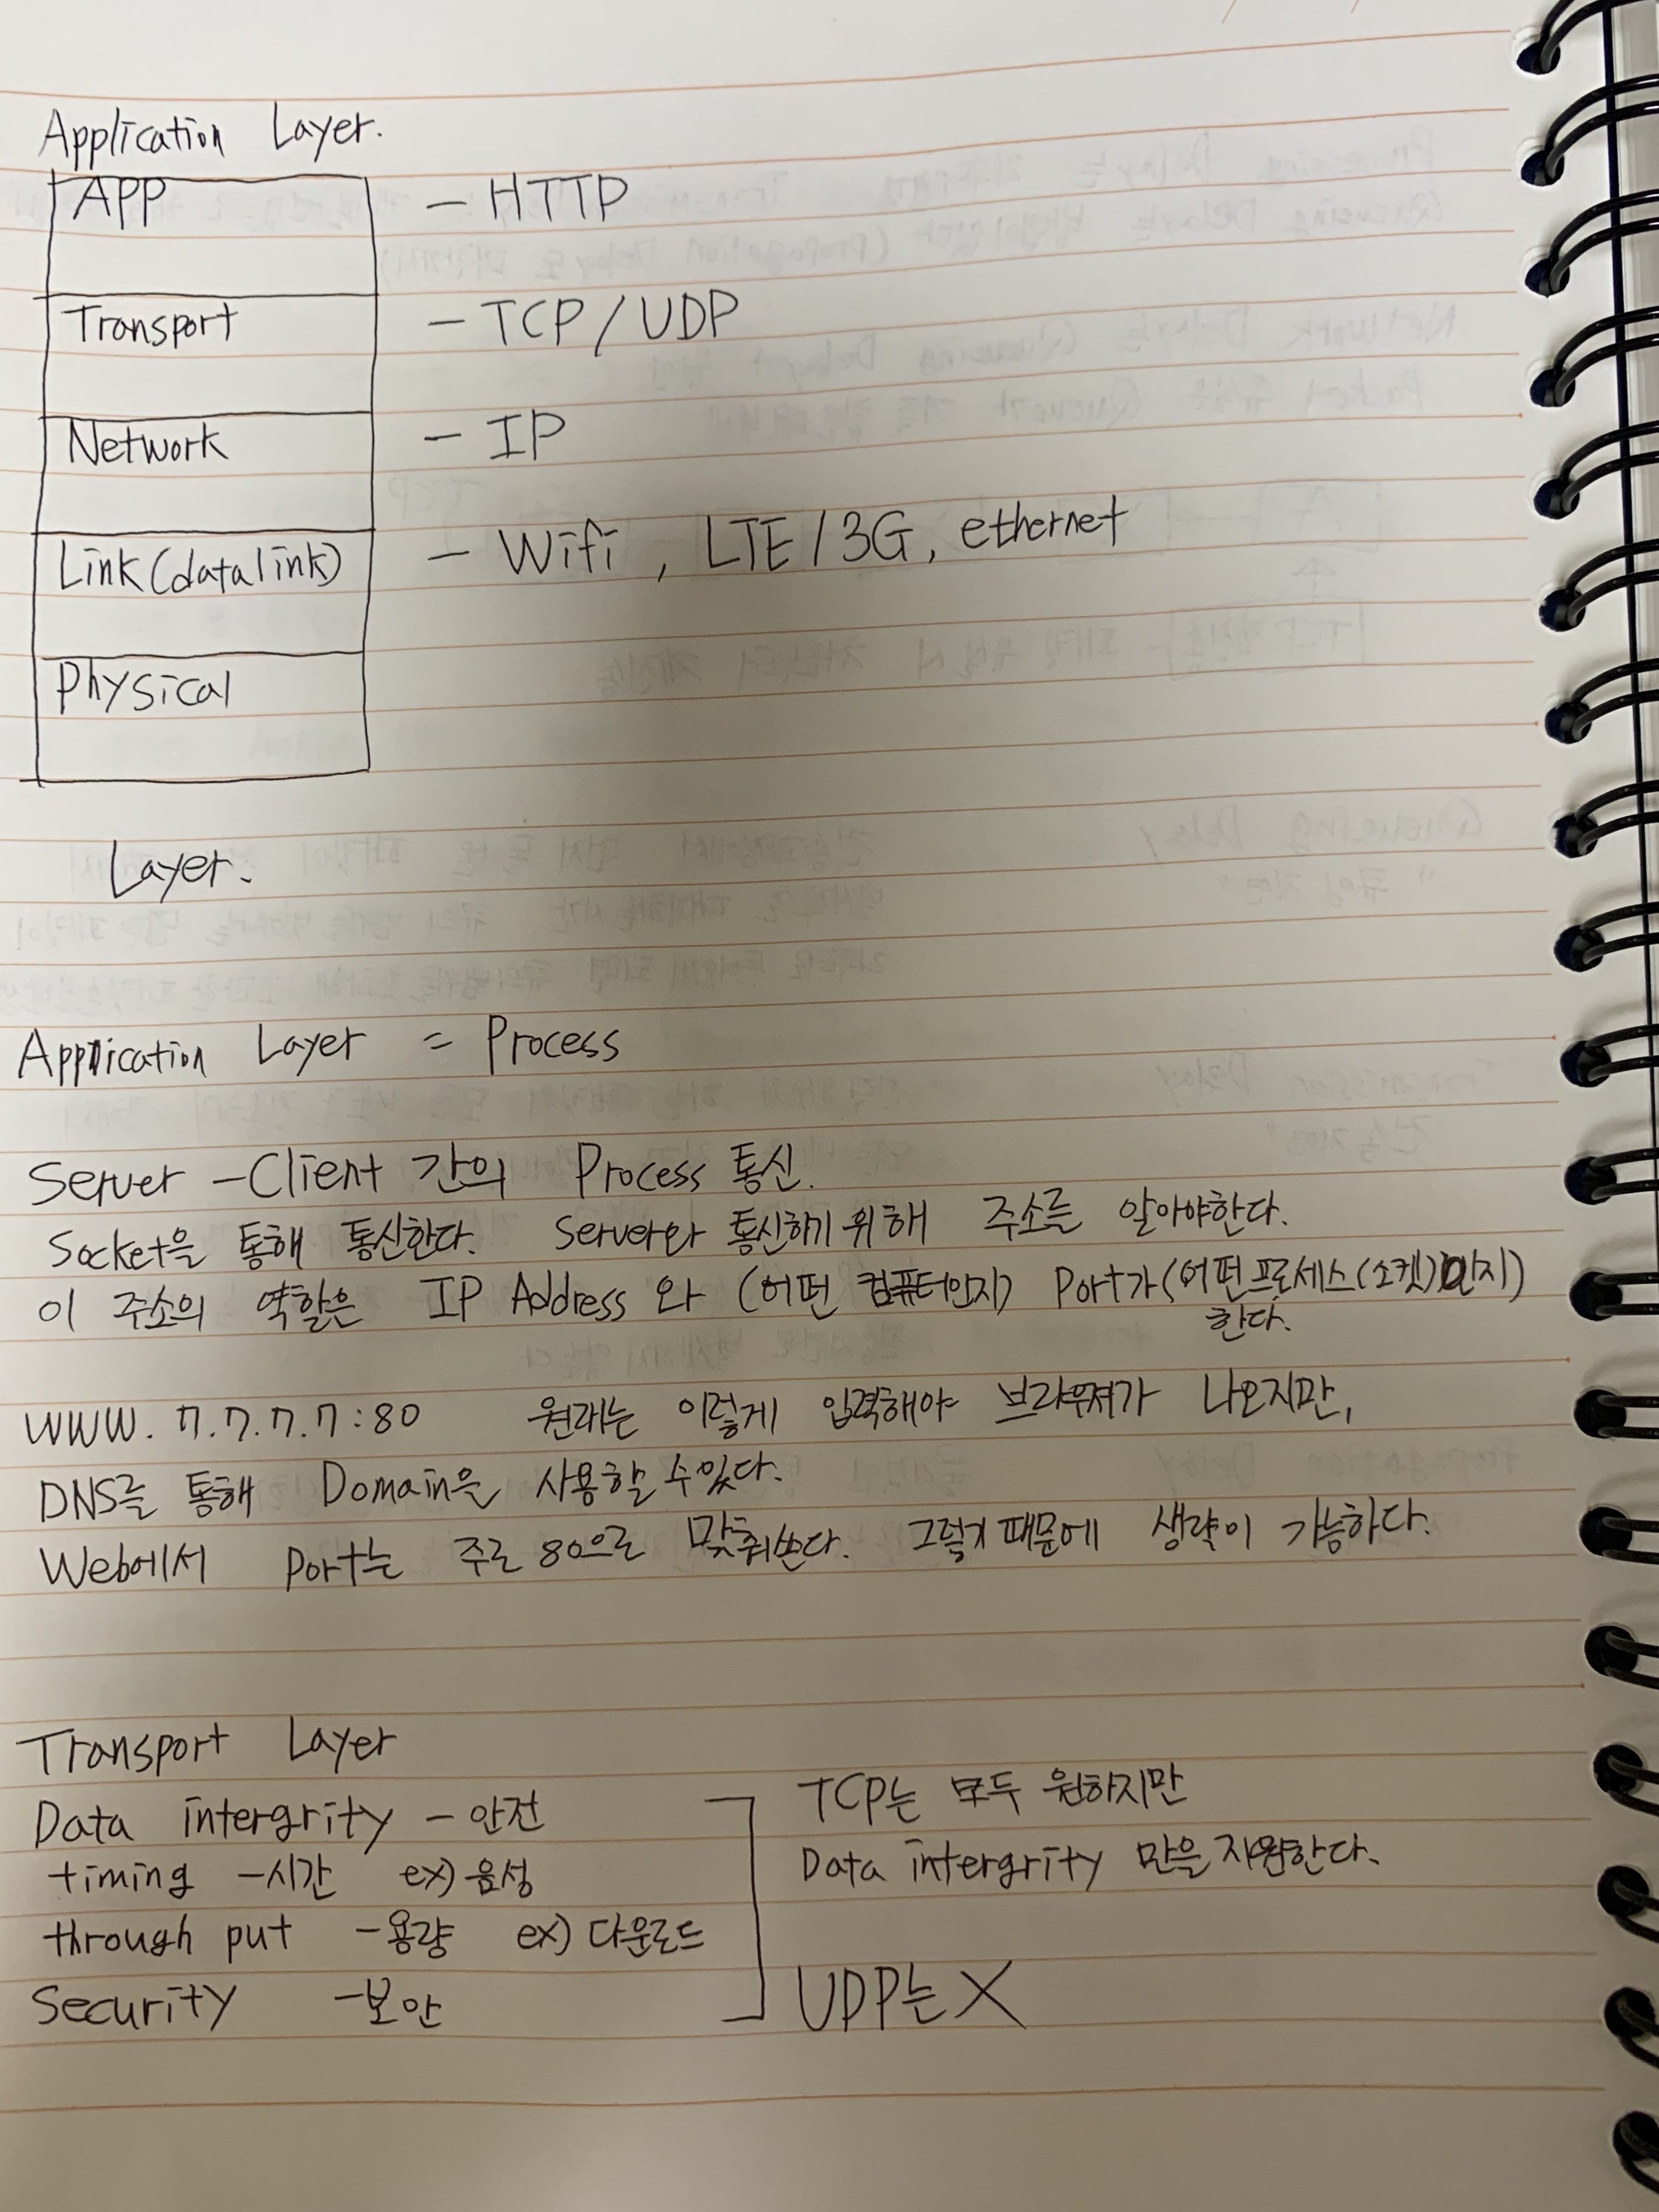 Application Layer.
APP - HTTP
Transport - TCP/UDP
Network - IP
Link(datalink) - Wifi, LTE/3G, ethernet
Physical
Layer.
Application Layer = Process
Server - Client 간의 Process 통신.
Socket을 통해 통신한다. Server와 통신하기 위해 주소를 알아야한다.
이 주소의 역할은 IP Address 와 (어떤 컴퓨터인지) Port가 (어떤프로세스(소켓)인지)
한다.
WWW. 7.7.7.7:80 원래는 이렇게 입력해야 브라우져가 나오지만,
DNS를 통해 Domain을 사용할 수 있다.
Web에서 Port는 주로 80으로 맞춰쓴다. 그렇기 때문에 생략이 가능하다.
Transport Layer
Data intergrity - 안전
timing - 시간 ex) 음성
through put - 용량 ex) 다운로드
Security - 보안
TCP는 모두 원하지만
Data intergrity 만을 지원한다.
UDP는 X